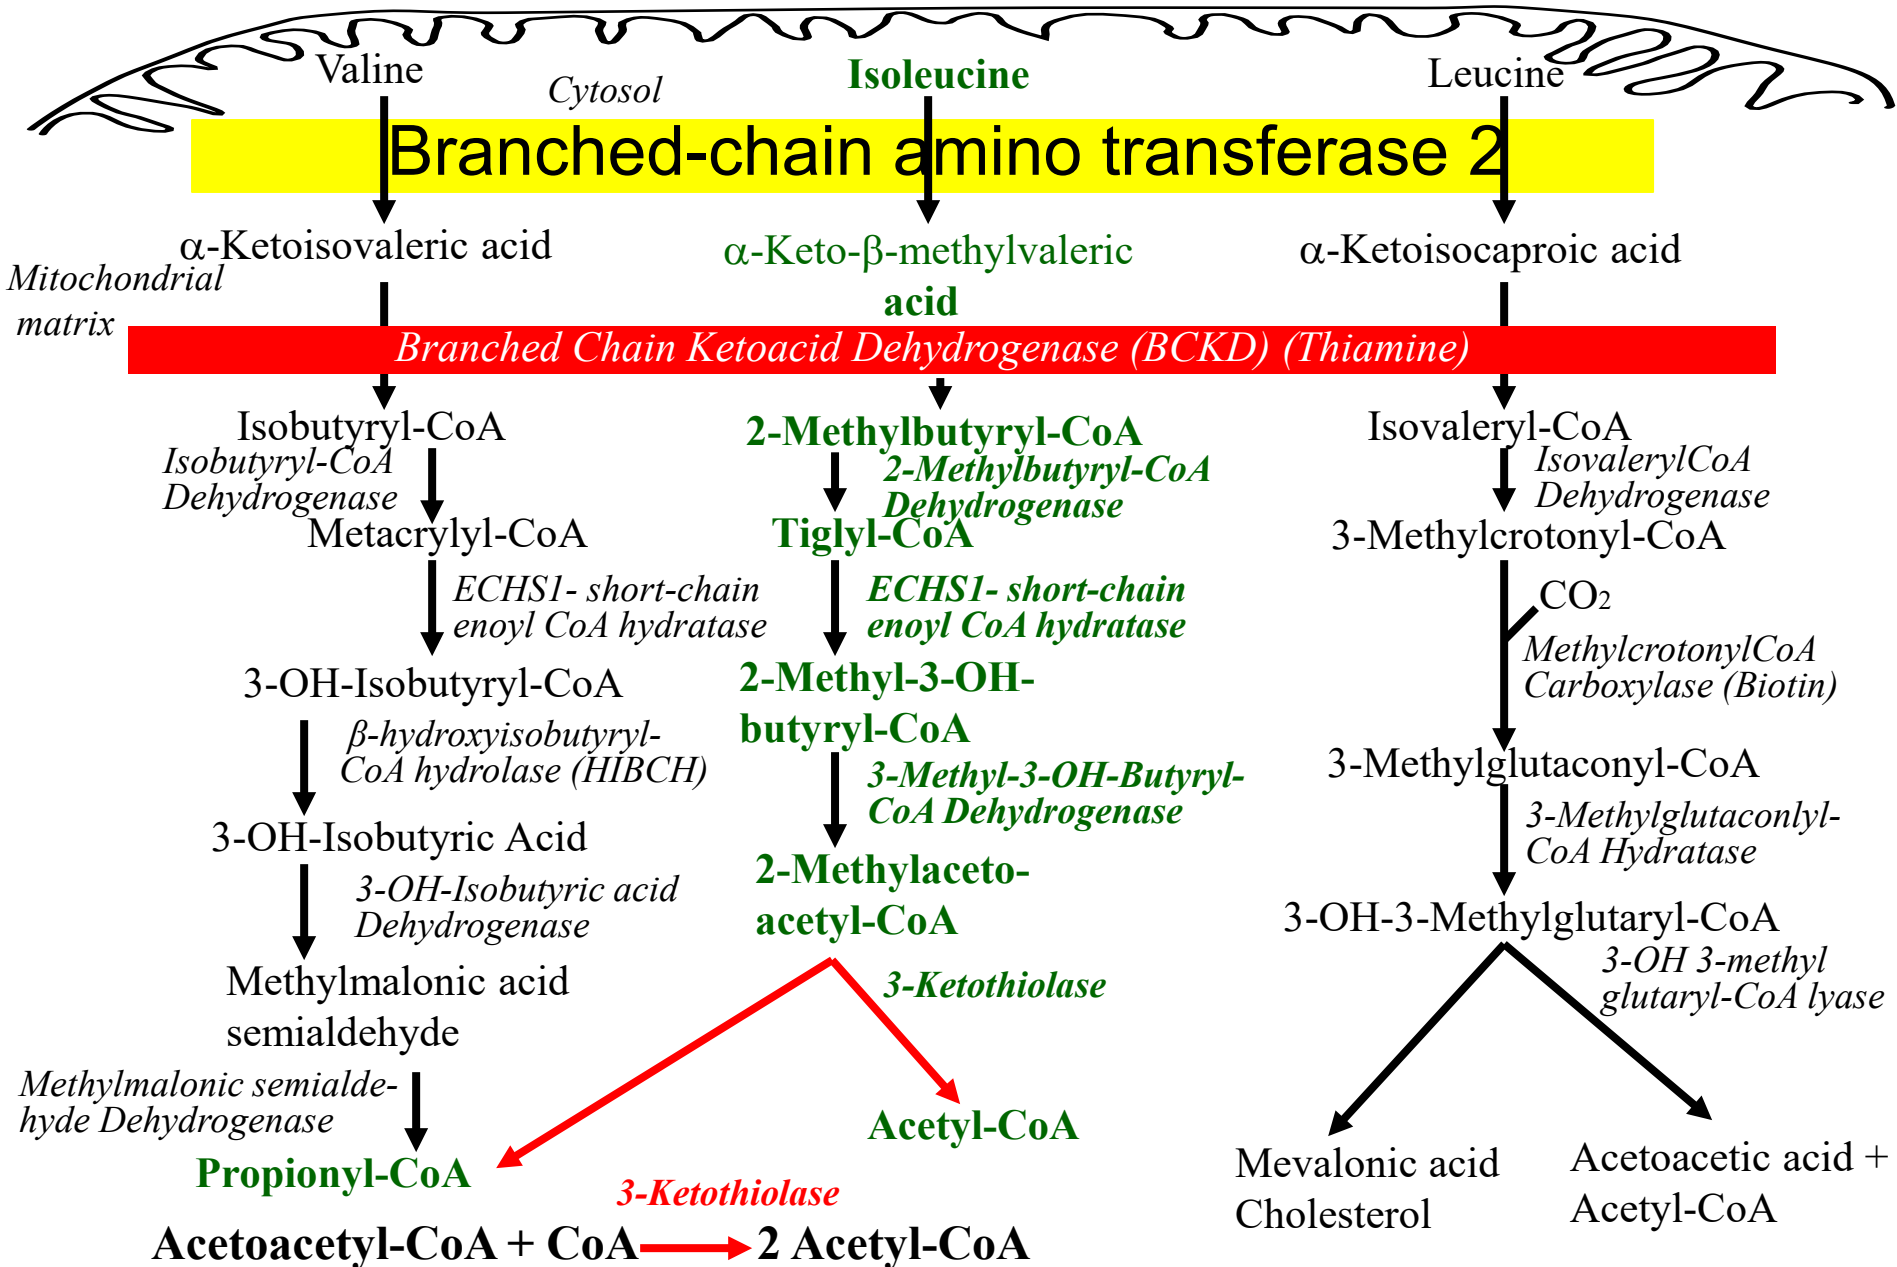 Valine
Cytosol
Isoleucine
Leucine
Branched-chain amino transferase 2
α-Ketoisovaleric acid
α-Keto-β-methylvaleric
acid
α-Ketoisocaproic acid
Mitochondrial
matrix
Branched Chain Ketoacid Dehydrogenase (BCKD) (Thiamine)
Isobutyryl-CoA
Isobutyryl-CoA
Dehydrogenase
Metacrylyl-CoA
ECHS1- short-chain
enoyl CoA hydratase
3-OH-Isobutyryl-CoA
β-hydroxyisobutyryl-
CoA hydrolase (HIBCH)
3-OH-Isobutyric Acid
3-OH-Isobutyric acid
Dehydrogenase
Methylmalonic acid
semialdehyde
Methylmalonic semialde-
hyde Dehydrogenase
Propionyl-CoA
2-Methylbutyryl-CoA
2-Methylbutyryl-CoA
Dehydrogenase
Tiglyl-CoA
ECHS1- short-chain
enoyl CoA hydratase
2-Methyl-3-OH-
butyryl-CoA
3-Methyl-3-OH-Butyryl-
CoA Dehydrogenase
2-Methylaceto-
acetyl-CoA
3-Ketothiolase
Acetyl-CoA
Isovaleryl-CoA
IsovalerylCoA
Dehydrogenase
3-Methylcrotonyl-CoA
CO2
MethylcrotonylCoA
Carboxylase (Biotin)
3-Methylglutaconyl-CoA
3-Methylglutaconlyl-
CoA Hydratase
3-OH-3-Methylglutaryl-CoA
3-OH 3-methyl
glutaryl-CoA lyase
Mevalonic acid
Cholesterol
Acetoacetic acid +
Acetyl-CoA
3-Ketothiolase
Acetoacetyl-CoA + CoA
2 Acetyl-CoA